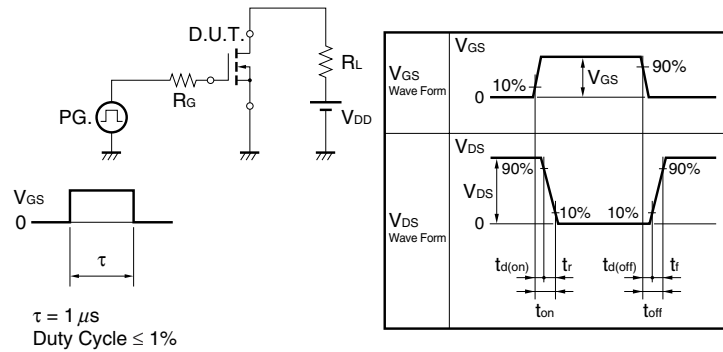 D.U.T.
RL
RG
PG.
VDD
VGS
0
τ
τ = 1 μs
Duty Cycle ≤ 1%
VGS
Wave Form
VGS
10%
VGS
90%
0
VDS
Wave Form
VDS
90%
90%
VDS
10%
10%
0
td(on)
tr
td(off)
tf
ton
toff